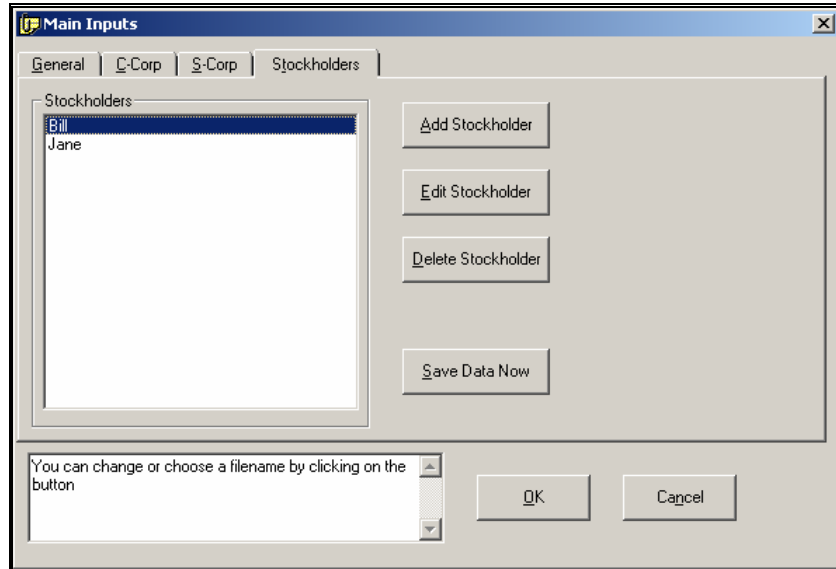 Main Inputs
General C-Corp S-Corp Stockholders
Stockholders
Bill
Jane
Add Stockholder
Edit Stockholder
Delete Stockholder
Save Data Now
You can change or choose a filename by clicking on the
button
OK Cancel